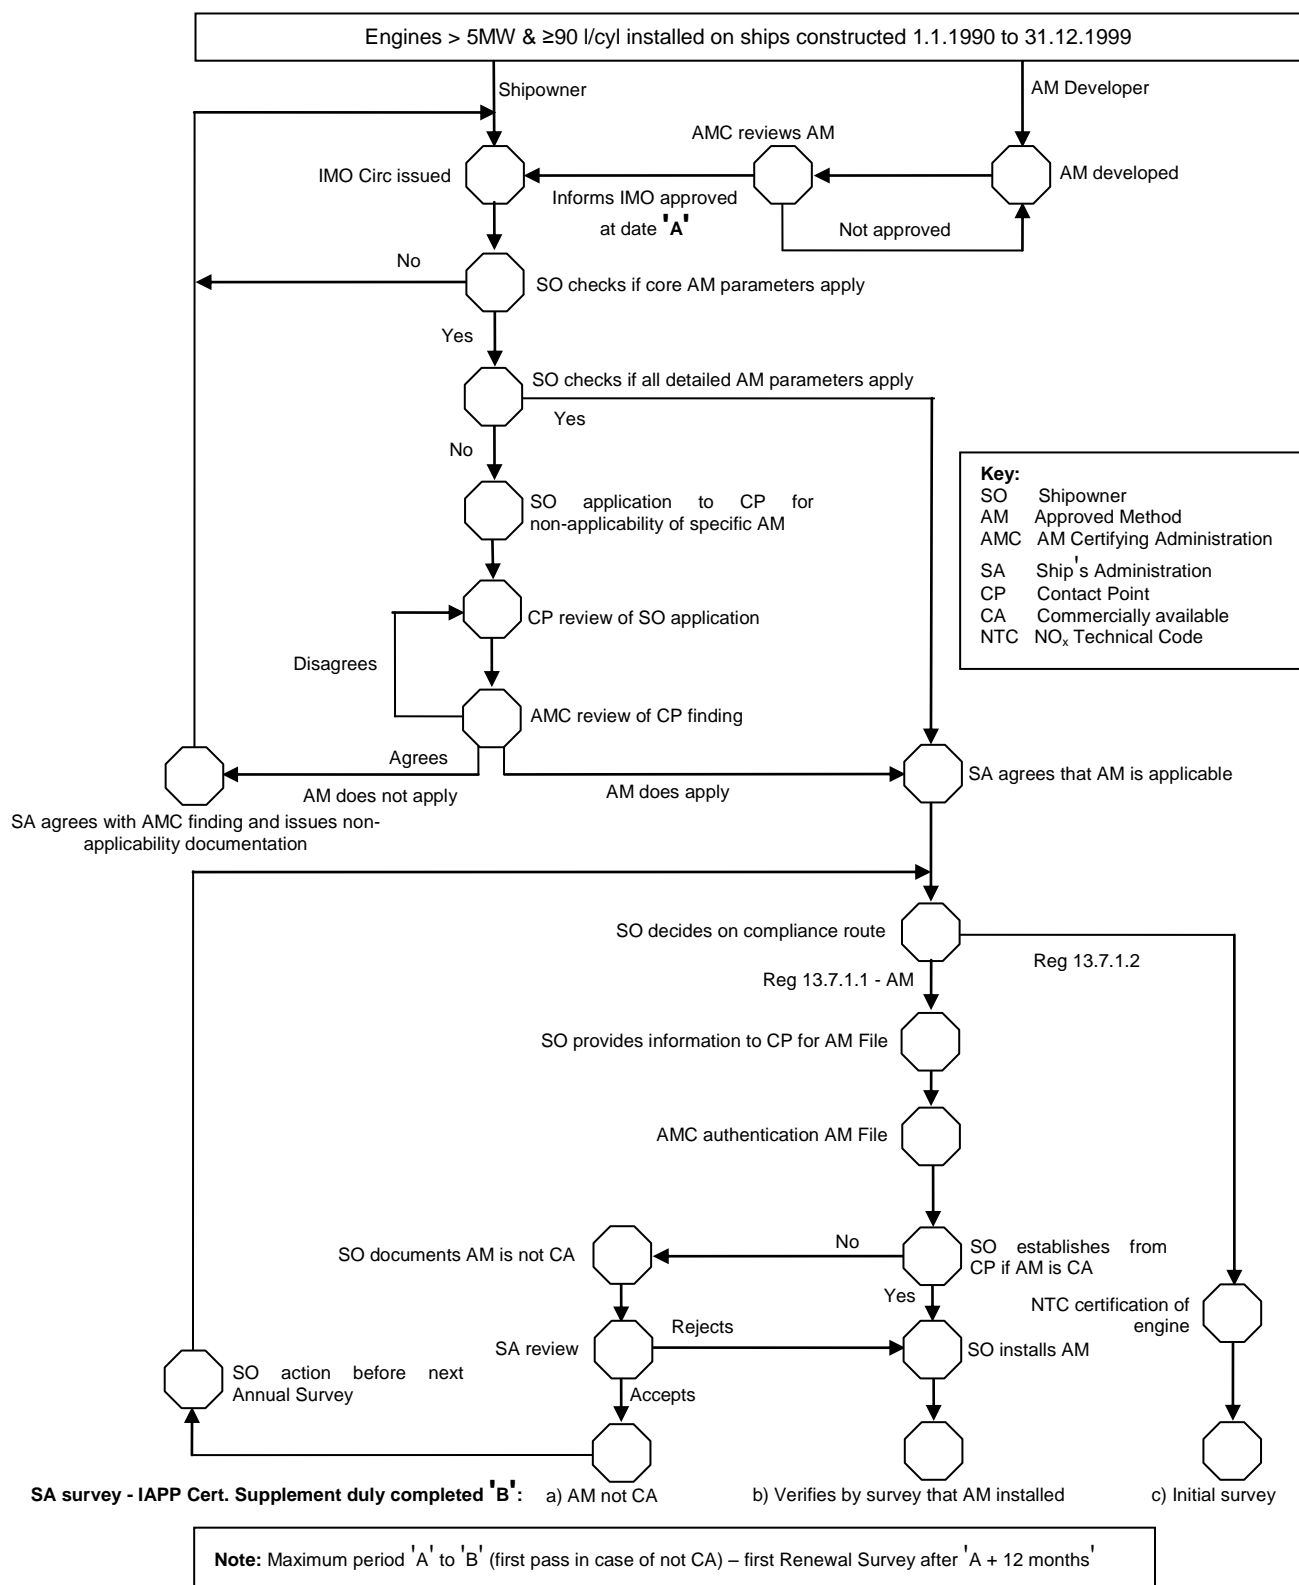 Engines > 5MW & ≥90 l/cyl installed on ships constructed 1.1.1990 to 31.12.1999
Shipowner
AM Developer
AMC reviews AM
IMO Circ issued
AM developed
Informs IMO approved
at date 'A'
Not approved
No
SO checks if core AM parameters apply
Yes
SO checks if all detailed AM parameters apply
Yes
No
SO application to CP for
non-applicability of specific AM
Key:
SO Shipowner
AM Approved Method
AMC AM Certifying Administration
SA Ship's Administration
CP Contact Point
CA Commercially available
NTC NOx Technical Code
CP review of SO application
Disagrees
AMC review of CP finding
Agrees
AM does not apply
AM does apply
SA agrees that AM is applicable
SA agrees with AMC finding and issues non-
applicability documentation
SO decides on compliance route
Reg 13.7.1.1 - AM
Reg 13.7.1.2
SO provides information to CP for AM File
AMC authentication AM File
SO documents AM is not CA
No
SO establishes from
CP if AM is CA
Yes
NTC certification of
engine
SA review
Rejects
SO installs AM
SO action before next
Annual Survey
Accepts
SA survey - IAPP Cert. Supplement duly completed 'B': a) AM not CA b) Verifies by survey that AM installed c) Initial survey
Note: Maximum period 'A' to 'B' (first pass in case of not CA) – first Renewal Survey after 'A + 12 months'